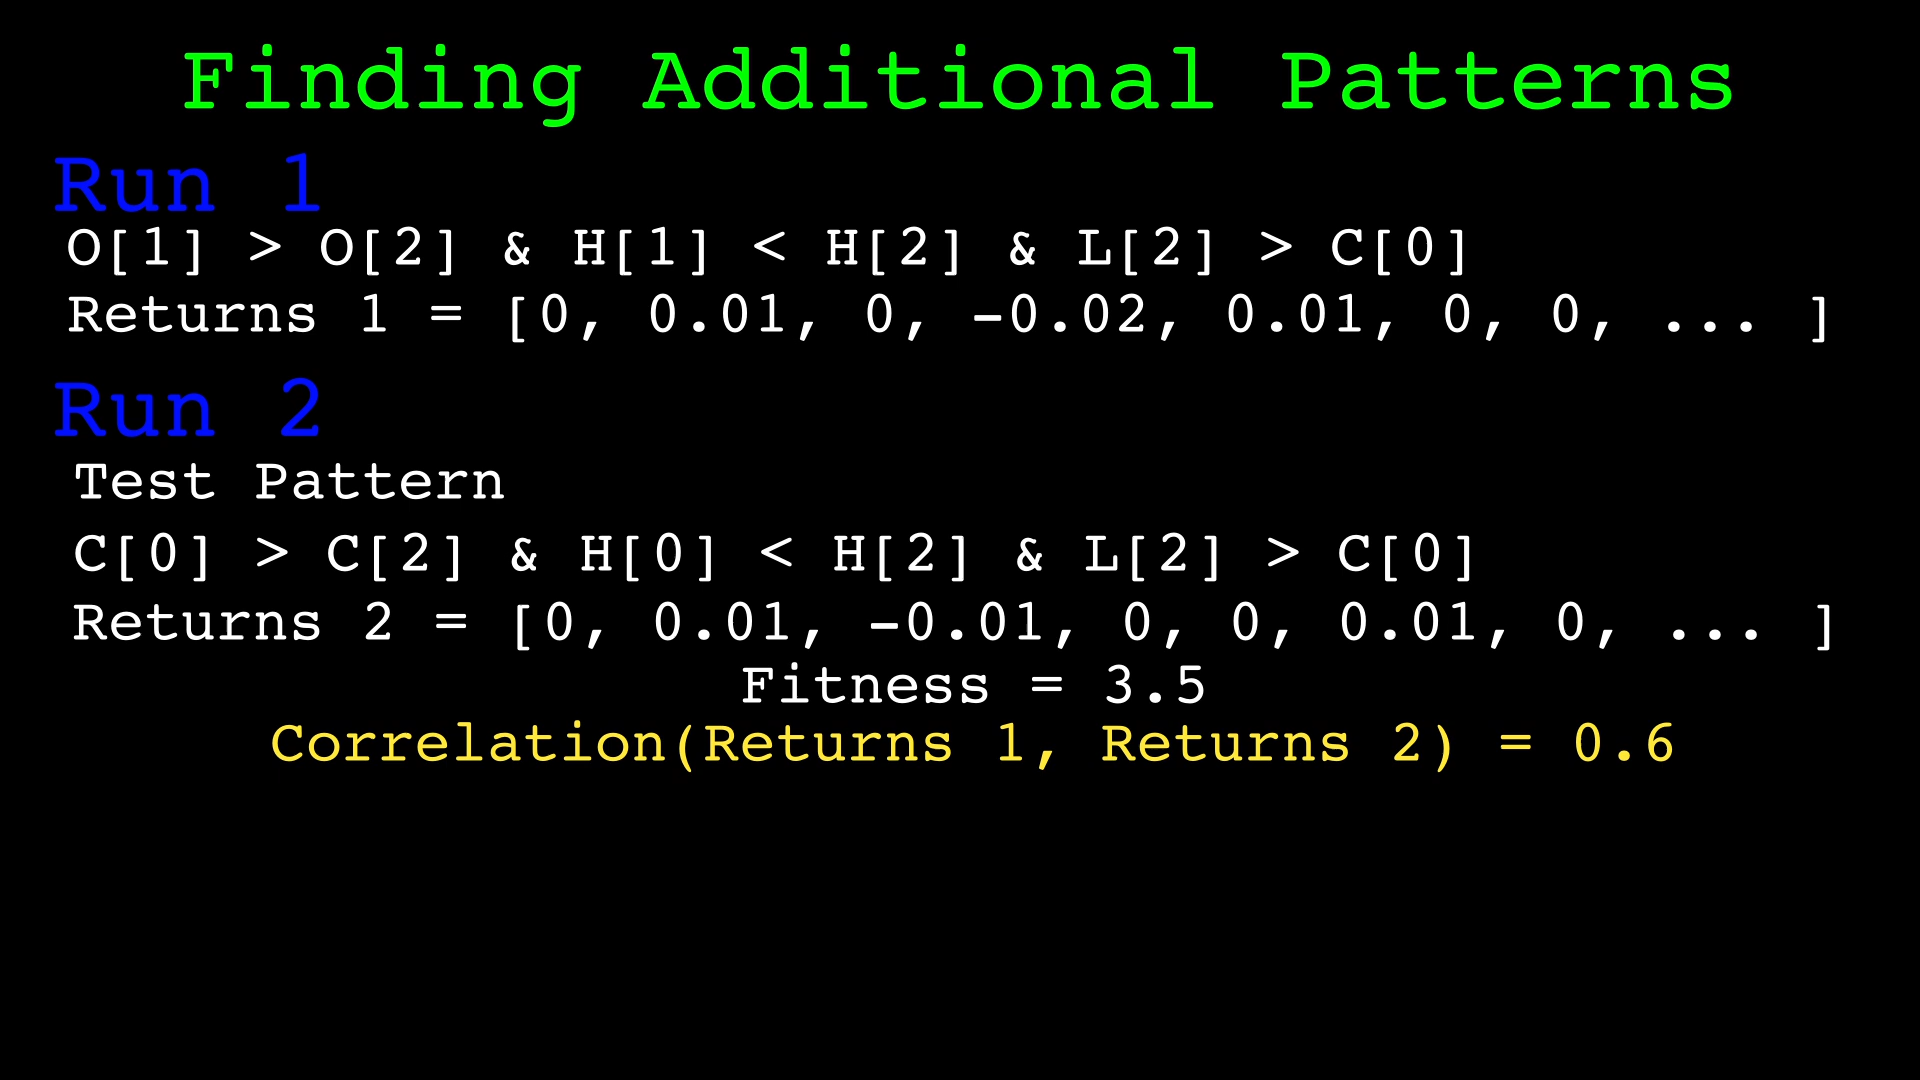 Finding Additional Patterns
Run 1
O[1] > O[2] & H[1] < H[2] & L[2] > C[0]
Returns 1 = [0, 0.01, 0, -0.02, 0.01, 0, 0, ... ]
Run 2
Test Pattern
C[0] > C[2] & H[0] < H[2] & L[2] > C[0]
Returns 2 = [0, 0.01, -0.01, 0, 0, 0.01, 0, ... ]
Fitness = 3.5
Correlation(Returns 1, Returns 2) = 0.6